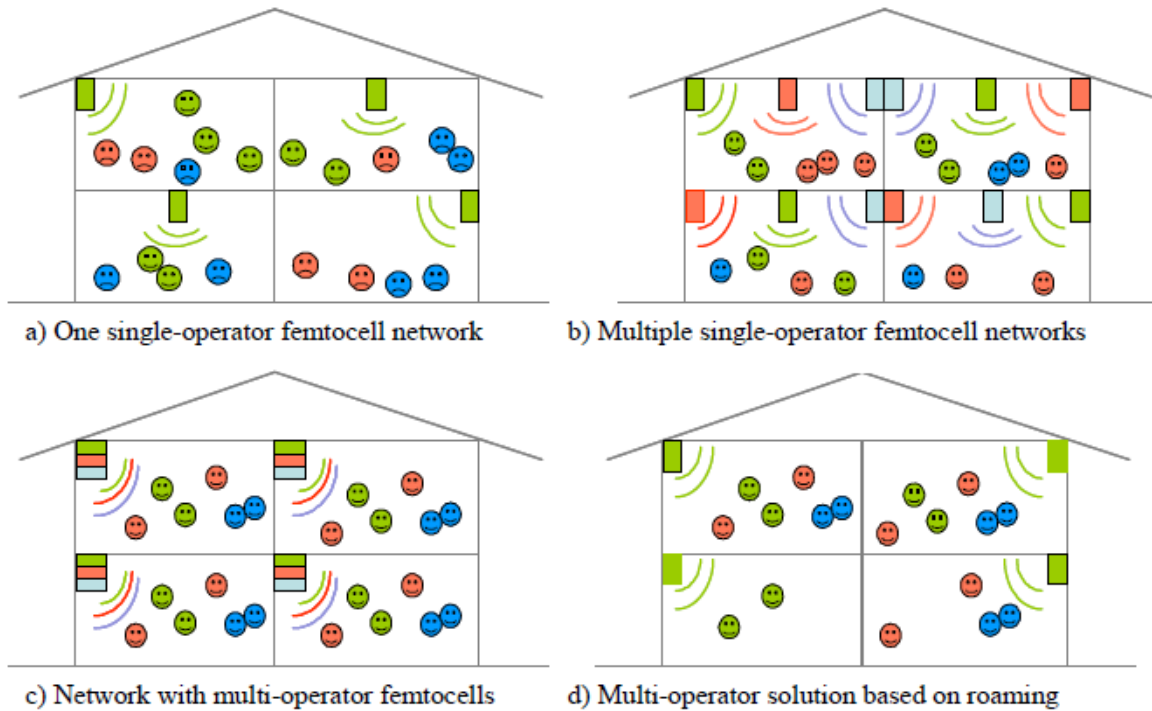 a) One single-operator femtocell network
b) Multiple single-operator femtocell networks
c) Network with multi-operator femtocells
d) Multi-operator solution based on roaming